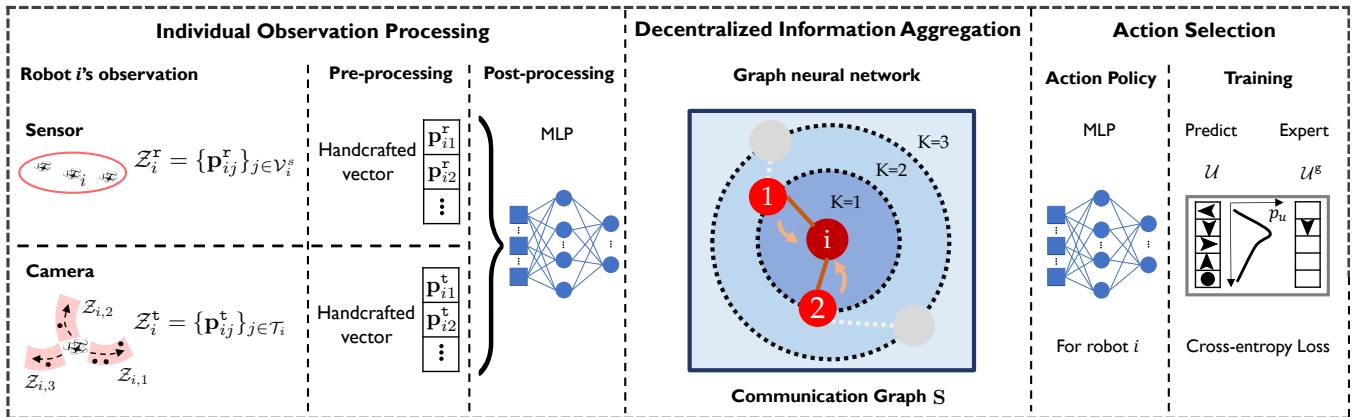 Individual Observation Processing
Decentralized Information Aggregation
Action Selection
Robot i's observation
Pre-processing
Post-processing
Graph neural network
Action Policy
Training
Sensor
i
𝒵ᵢʳ = {𝐩ᵢⱼʳ}ⱼ∈𝒱ᵢˢ
Handcrafted
vector
𝐩ᵢ₁ʳ
𝐩ᵢ₂ʳ
⋮
MLP
K=3
K=2
K=1
1
i
2
MLP
Predict
Expert
𝒰
𝒰ᵍ
pᵤ
Camera
𝒵ᵢ,₂
𝒵ᵢ,₃
𝒵ᵢ,₁
𝒵ᵢᵗ = {𝐩ᵢⱼᵗ}ⱼ∈𝒯ᵢ
Handcrafted
vector
𝐩ᵢ₁ᵗ
𝐩ᵢ₂ᵗ
⋮
For robot i
Cross-entropy Loss
Communication Graph 𝐒